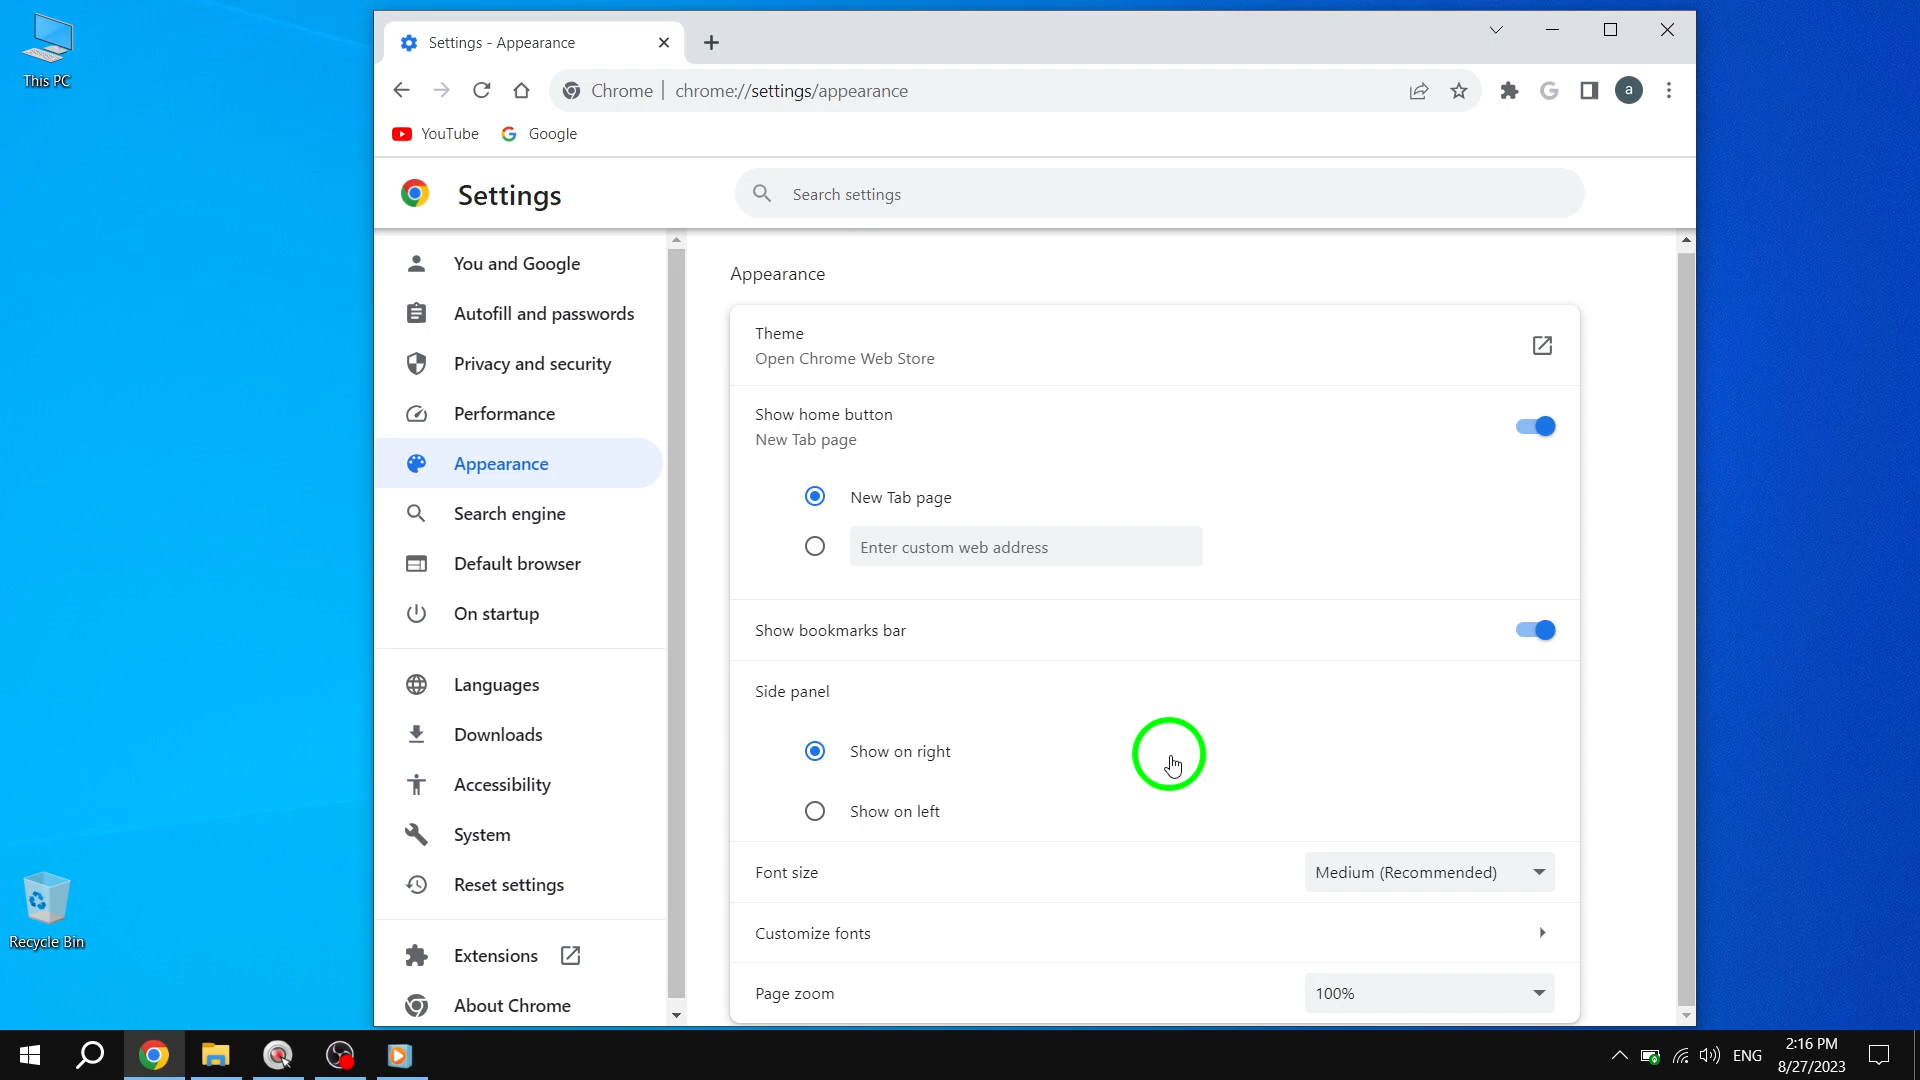 This PC
Settings - Appearance
Chrome | chrome://settings/appearance
a
YouTube
Google
Settings
Search settings
You and Google
Autofill and passwords
Privacy and security
Performance
Appearance
Search engine
Default browser
On startup
Languages
Downloads
Accessibility
System
Reset settings
Extensions
About Chrome
Appearance
Theme
Open Chrome Web Store
Show home button
New Tab page
New Tab page
Enter custom web address
Show bookmarks bar
Side panel
Show on right
Show on left
Font size
Medium (Recommended)
Customize fonts
Page zoom
100%
Recycle Bin
ENG
2:16 PM
8/27/2023